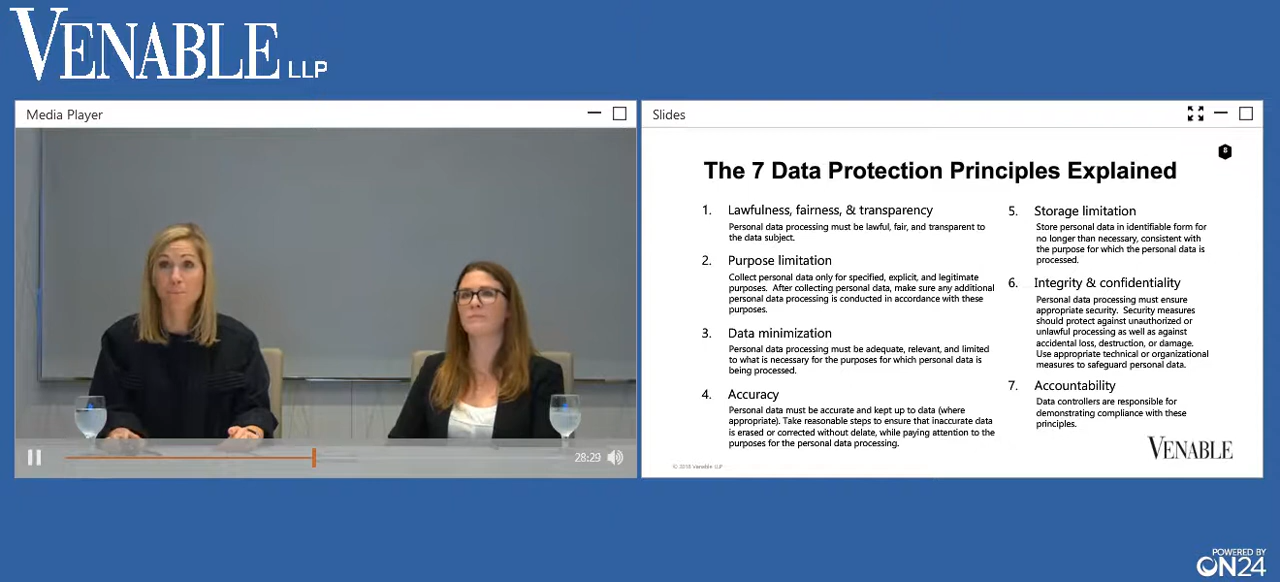 VENABLE LLP
Media Player
28:29
Slides
8
The 7 Data Protection Principles Explained
1. Lawfulness, fairness, & transparency
Personal data processing must be lawful, fair, and transparent to
the data subject.
2. Purpose limitation
Collect personal data only for specified, explicit, and legitimate
purposes. After collecting personal data, make sure any additional
personal data processing is conducted in accordance with these
purposes.
3. Data minimization
Personal data processing must be adequate, relevant, and limited
to what is necessary for the purposes for which personal data is
being processed.
4. Accuracy
Personal data must be accurate and kept up to data (where
appropriate). Take reasonable steps to ensure that inaccurate data
is erased or corrected without delate, while paying attention to the
purposes for the personal data processing.
5. Storage limitation
Store personal data in identifiable form for
no longer than necessary, consistent with
the purpose for which the personal data is
processed.
6. Integrity & confidentiality
Personal data processing must ensure
appropriate security. Security measures
should protect against unauthorized or
unlawful processing as well as against
accidental loss, destruction, or damage.
Use appropriate technical or organizational
measures to safeguard personal data.
7. Accountability
Data controllers are responsible for
demonstrating compliance with these
principles.
VENABLE
© 2018 Venable LLP
POWERED BY
ON24